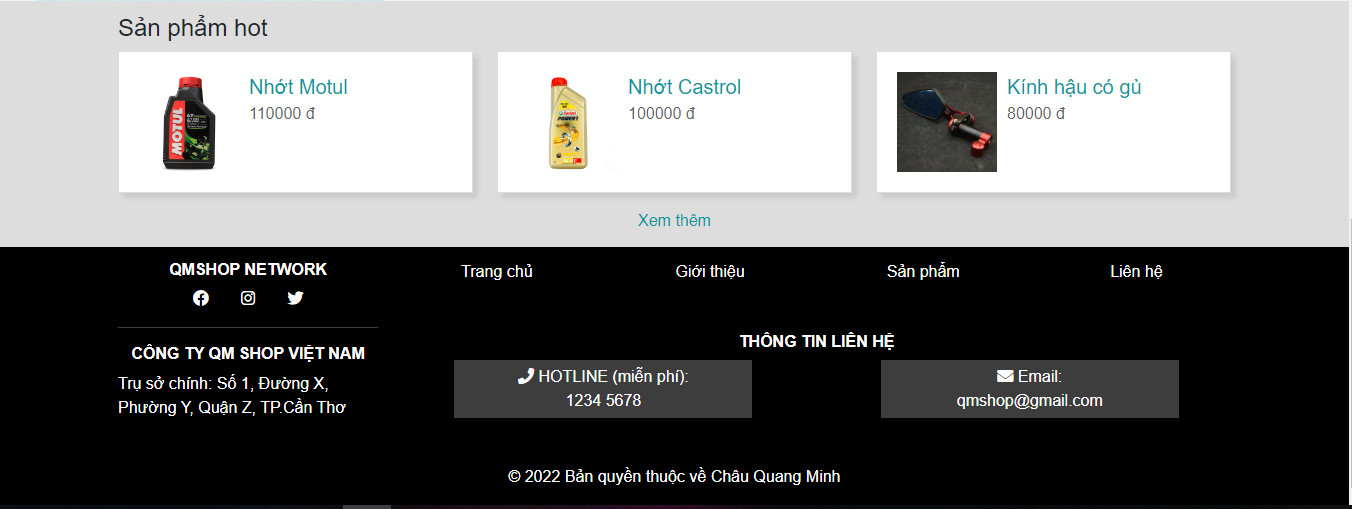 Sản phẩm hot
Nhớt Motul
110000 đ
MOTUL
Nhớt Castrol
100000 đ
Castrol
POWER1
Kính hậu có gù
80000 đ
Xem thêm
QMSHOP NETWORK
Trang chủ
Giới thiệu
Sản phẩm
Liên hệ
CÔNG TY QM SHOP VIỆT NAM
Trụ sở chính: Số 1, Đường X,
Phường Y, Quận Z, TP.Cần Thơ
THÔNG TIN LIÊN HỆ
HOTLINE (miễn phí):
1234 5678
Email:
qmshop@gmail.com
© 2022 Bản quyền thuộc về Châu Quang Minh